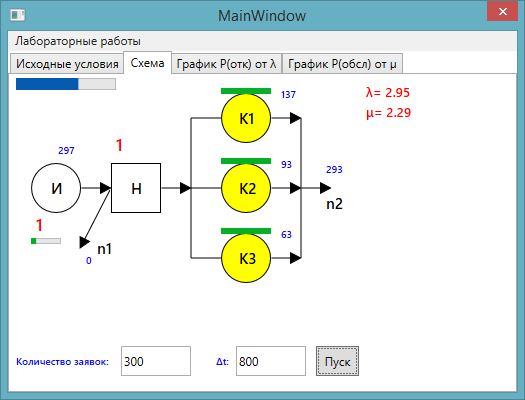 MainWindow
Лабораторные работы
Исходные условия Схема График Р(отк) от λ График Р(обсл) от μ
137
λ= 2.95
μ= 2.29
К1
297
1
93
293
И
Н
К2
n2
1
n1
0
63
К3
Количество заявок: 300 Δt: 800 Пуск